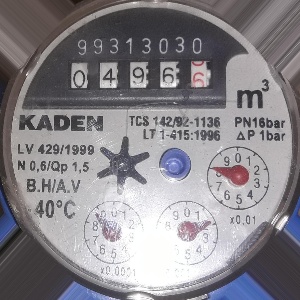 99313030
0 4 9 6 6
m³
KADEN
TCS 142/92-1136 PN16bar
LV 429/1999 LT 1-415:1996 ΔP 1bar
N 0,6/Qp 1,5
B.H/A.V
40°C
x0,01
x0,0001 x0,001